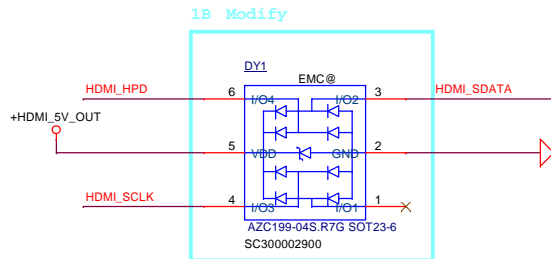 1B Modify
DY1
EMC@
HDMI_HPD 6 I/O4 I/O2 3 HDMI_SDATA
+HDMI_5V_OUT
5 VDD GND 2
HDMI_SCLK 4 I/O3 I/O1 1
AZC199-04S.R7G SOT23-6
SC300002900